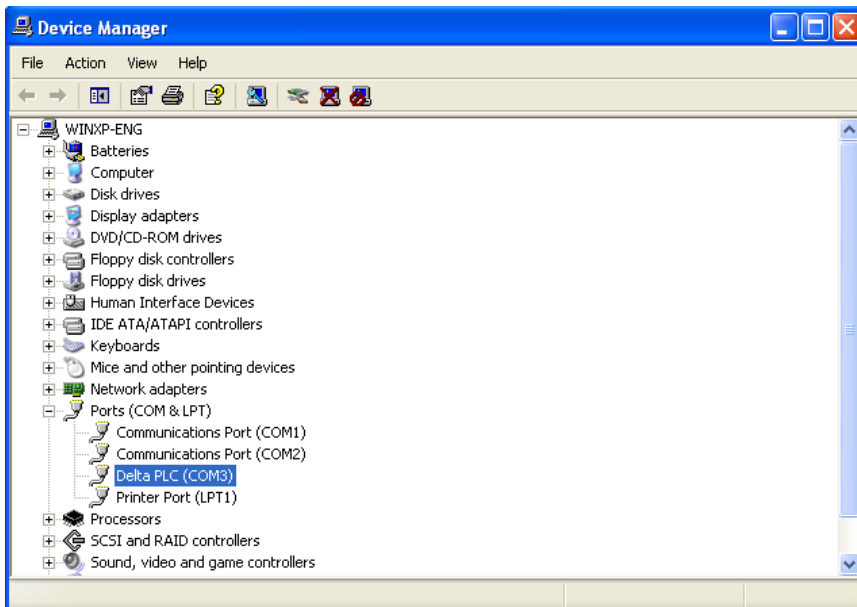 Device Manager
File Action View Help
WINXP-ENG
Batteries
Computer
Disk drives
Display adapters
DVD/CD-ROM drives
Floppy disk controllers
Floppy disk drives
Human Interface Devices
IDE ATA/ATAPI controllers
Keyboards
Mice and other pointing devices
Network adapters
Ports (COM & LPT)
Communications Port (COM1)
Communications Port (COM2)
Delta PLC (COM3)
Printer Port (LPT1)
Processors
SCSI and RAID controllers
Sound, video and game controllers